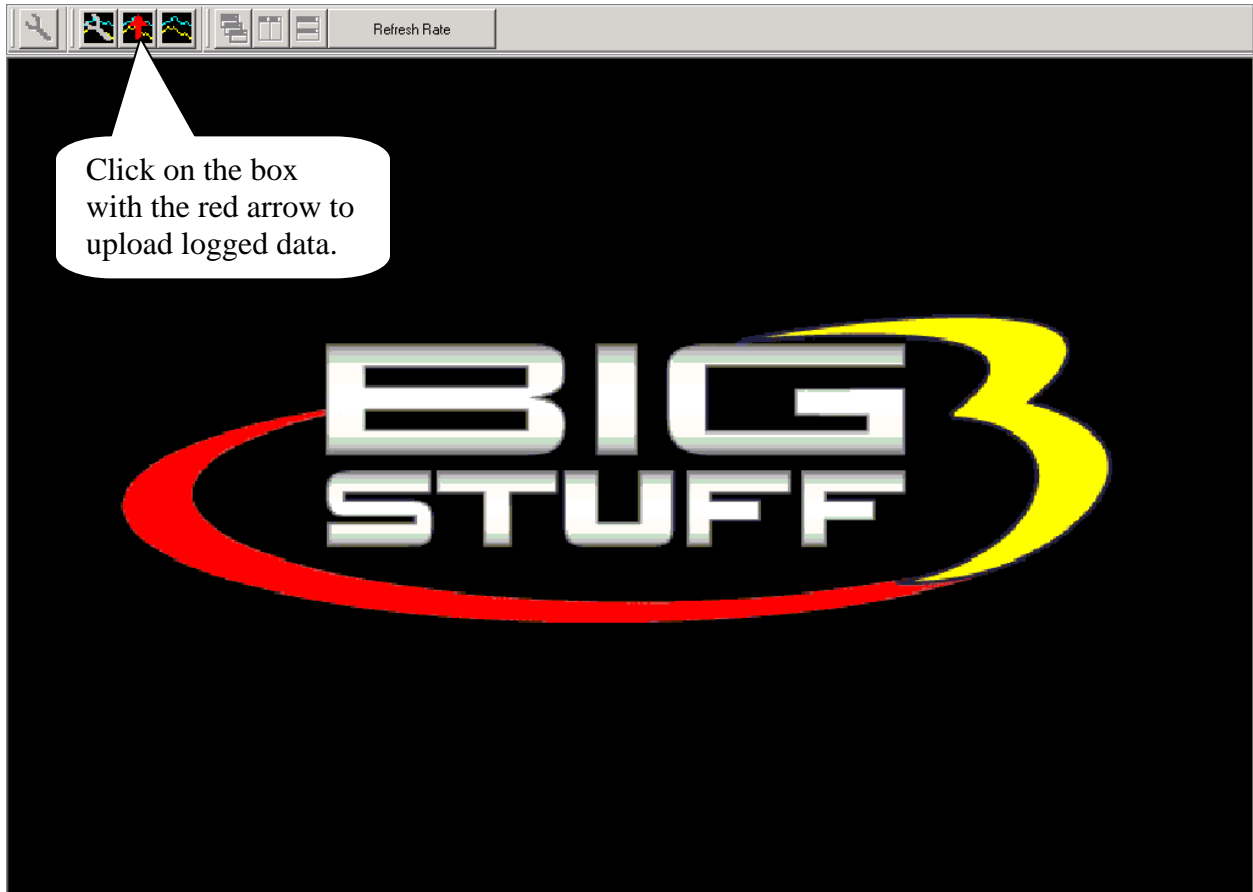 Refresh Rate
Click on the box
with the red arrow to
upload logged data.
BIG 3
STUFF